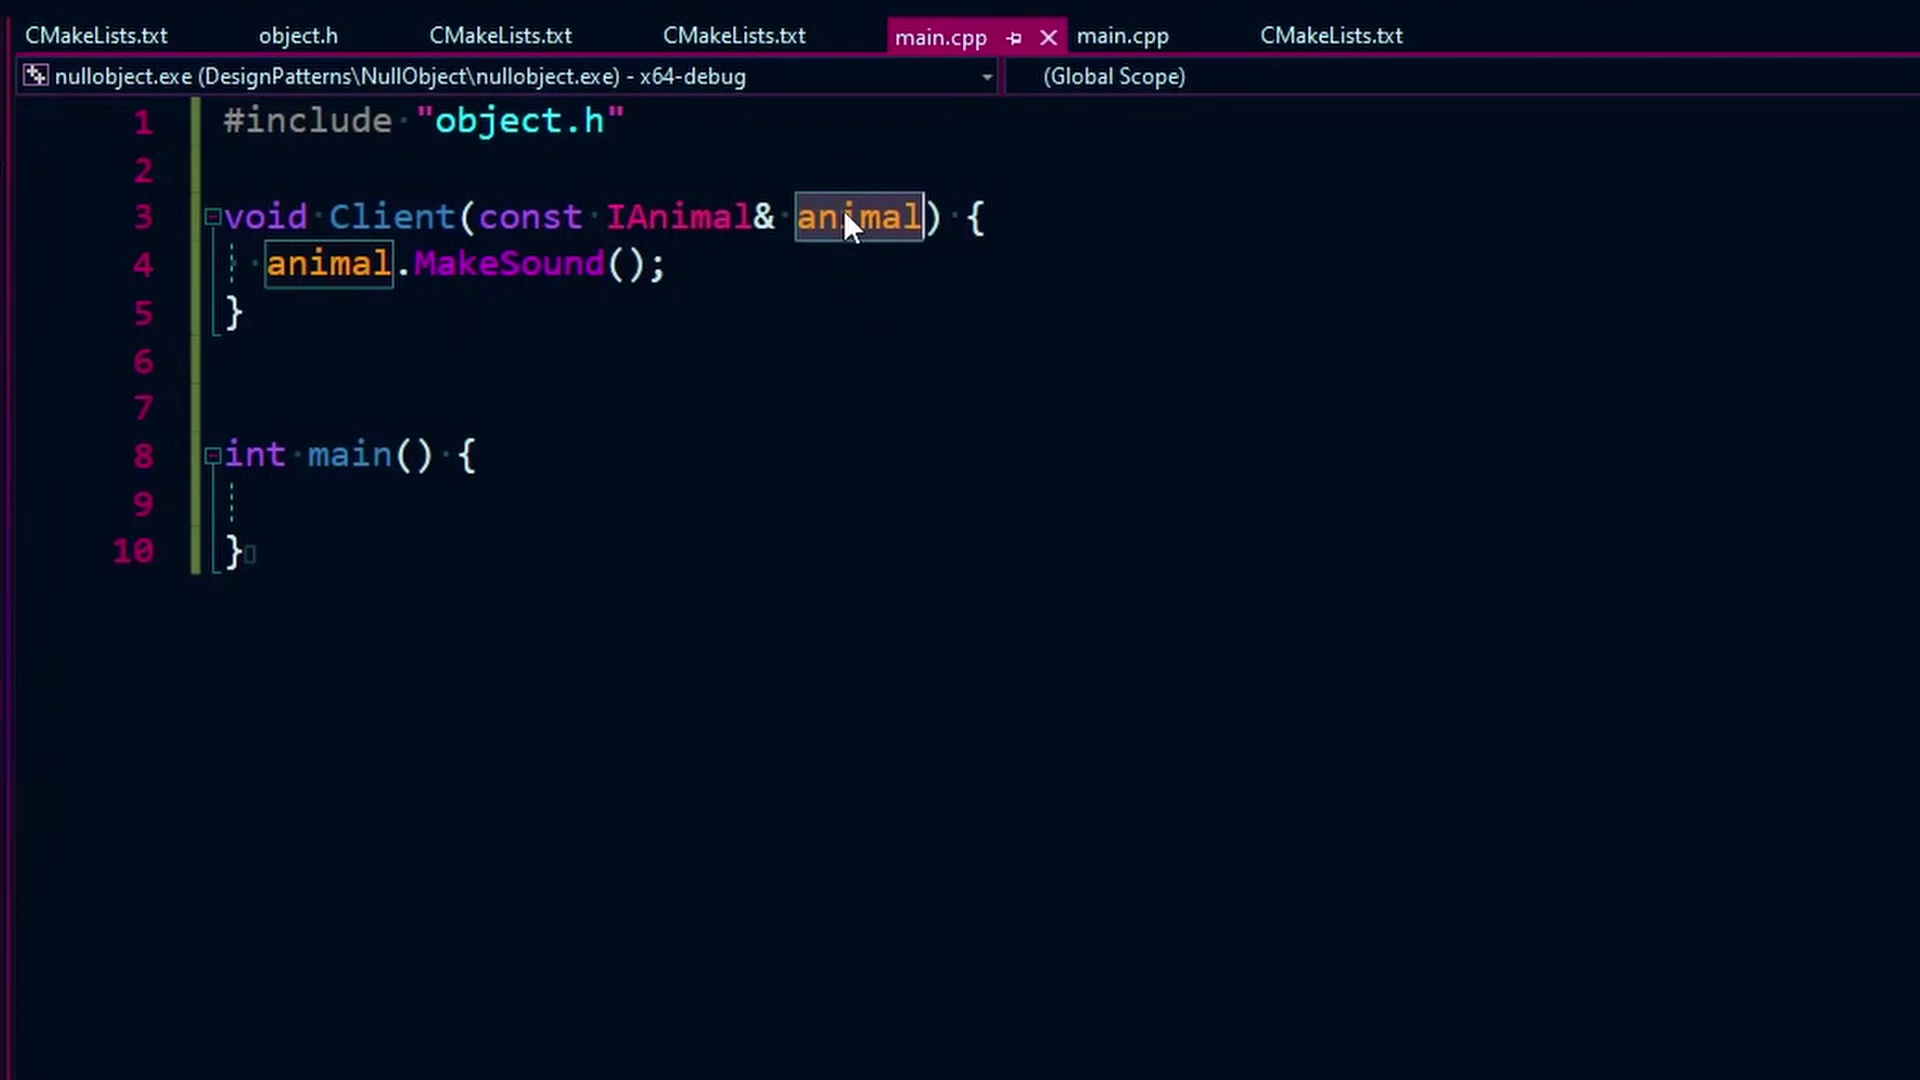 CMakeLists.txt object.h CMakeLists.txt CMakeLists.txt main.cpp main.cpp CMakeLists.txt
nullobject.exe (DesignPatterns\NullObject\nullobject.exe) - x64-debug (Global Scope)
1 #include "object.h"
2
3 void Client(const IAnimal& animal) {
4 animal.MakeSound();
5 }
6
7
8 int main() {
9
10 }